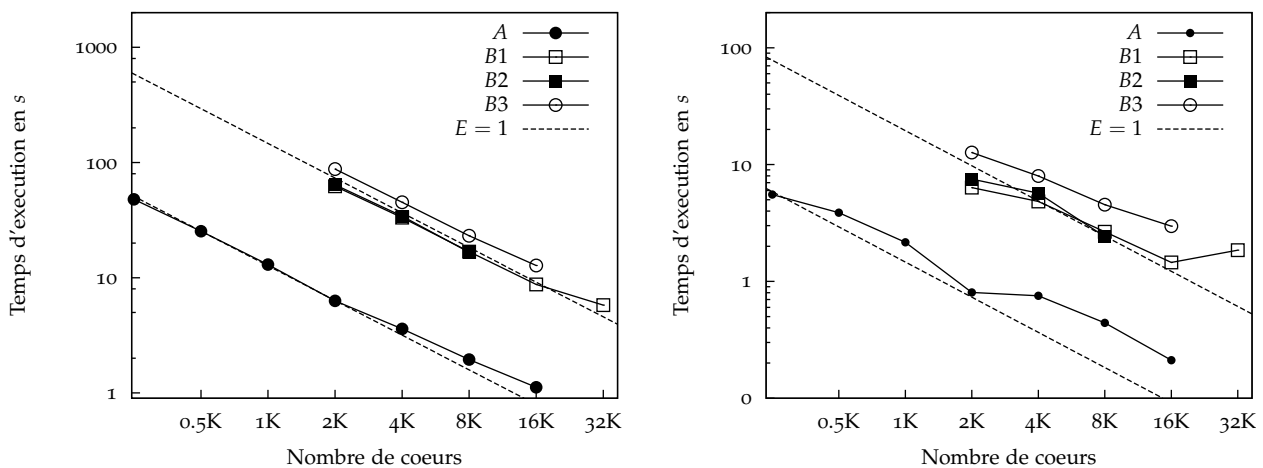 1000
100
10
1
Temps d'execution en s
A
B1
B2
B3
E = 1
0.5K 1K 2K 4K 8K 16K 32K
Nombre de coeurs
100
10
1
0
Temps d'execution en s
A
B1
B2
B3
E = 1
0.5K 1K 2K 4K 8K 16K 32K
Nombre de coeurs